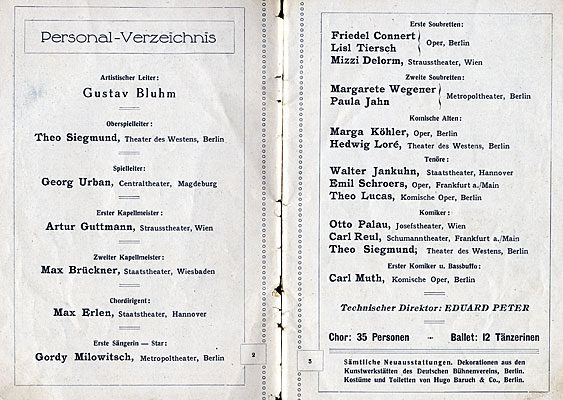 Personal-Verzeichnis
Artistischer Leiter:
Gustav Bluhm
Oberspielleiter:
Theo Siegmund, Theater des Westens, Berlin
Spielleiter:
Georg Urban, Centraltheater, Magdeburg
Erster Kapellmeister:
Artur Guttmann, Strausstheater, Wien
Zweiter Kapellmeister:
Max Brückner, Staatstheater, Wiesbaden
Chordirigent:
Max Erlen, Staatstheater, Hannover
Erste Sängerin — Star:
Gordy Milowitsch, Metropoltheater, Berlin
2
Erste Soubretten:
Friedel Connert
Lisl Tiersch
Oper, Berlin
Mizzi Delorm, Strausstheater, Wien
Zweite Soubretten:
Margarete Wegener
Paula Jahn
Metropoltheater, Berlin
Komische Alten:
Marga Köhler, Oper, Berlin
Hedwig Loré, Theater des Westens, Berlin
Tenöre:
Walter Jankuhn, Staatstheater, Hannover
Emil Schroers, Oper, Frankfurt a./Main
Theo Lucas, Komische Oper, Berlin
Komiker:
Otto Palau, Josefstheater, Wien
Carl Reul, Schumanntheater, Frankfurt a./Main
Theo Siegmund; Theater des Westens, Berlin
Erster Komiker u. Bassbuffo:
Carl Muth, Komische Oper, Berlin
Technischer Direktor: EDUARD PETER
Chor: 35 Personen - Ballet: 12 Tänzerinen
3
Sämtliche Neuausstattungen. Dekorationen aus den
Kunstwerkstätten des Deutschen Bühnenvereins, Berlin.
Kostüme und Toiletten von Hugo Baruch & Co., Berlin.